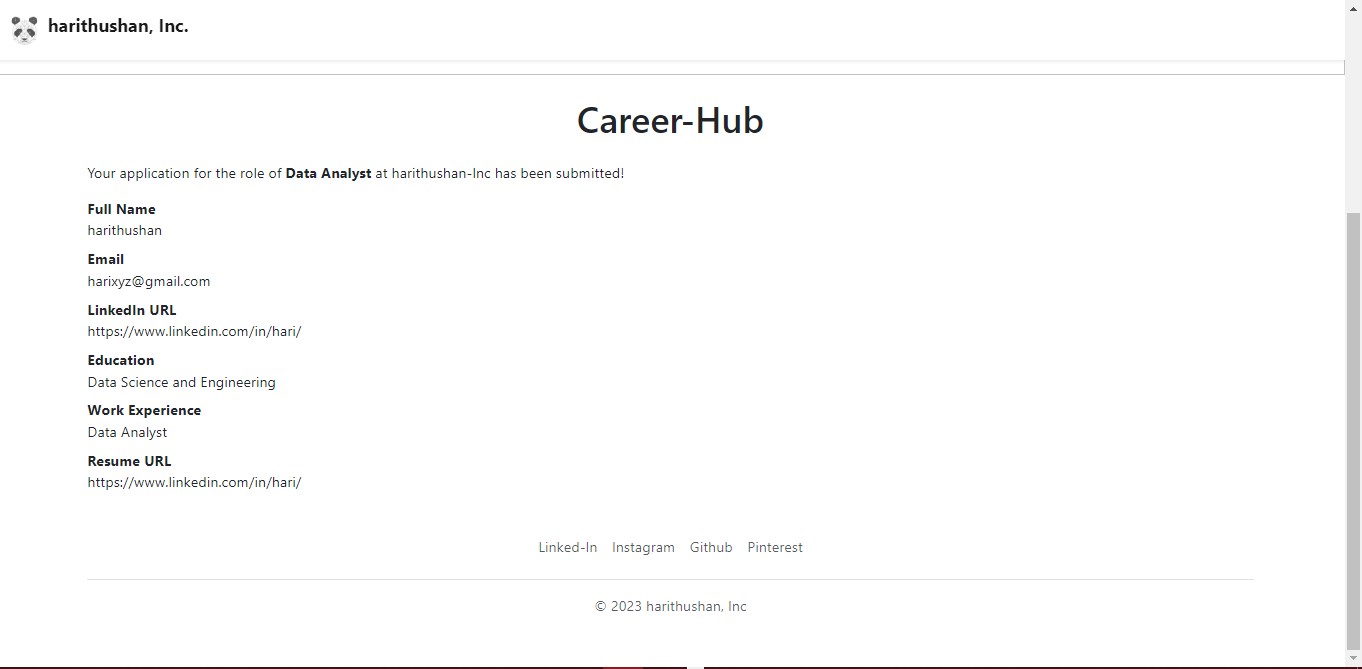 harithushan, Inc.
Career-Hub
Your application for the role of Data Analyst at harithushan-Inc has been submitted!
Full Name
harithushan
Email
harixyz@gmail.com
LinkedIn URL
https://www.linkedin.com/in/hari/
Education
Data Science and Engineering
Work Experience
Data Analyst
Resume URL
https://www.linkedin.com/in/hari/
Linked-In Instagram Github Pinterest
© 2023 harithushan, Inc